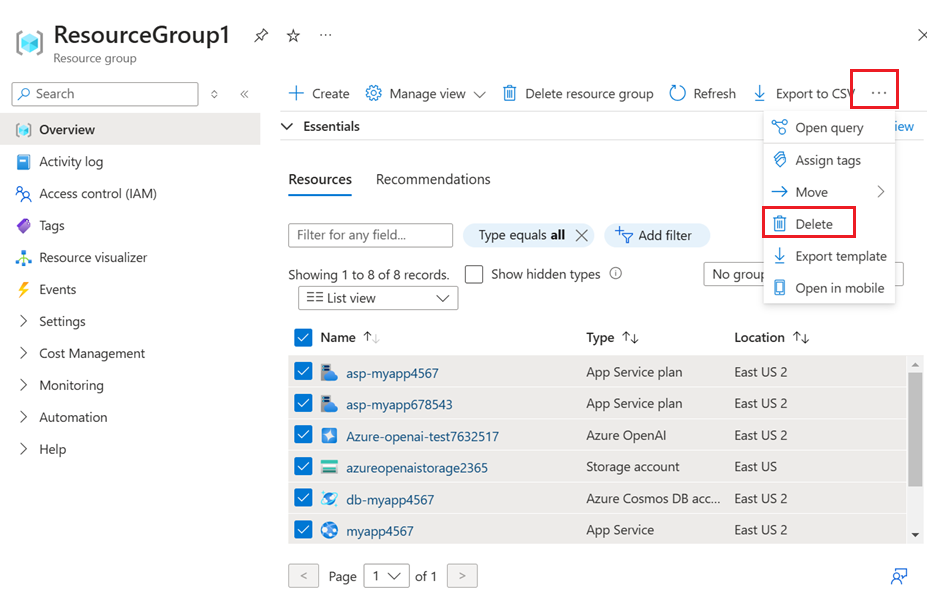 ResourceGroup1
Resource group
Search
Create Manage view Delete resource group Refresh Export to CSV ...
Overview
Activity log
Access control (IAM)
Tags
Resource visualizer
Events
Settings
Cost Management
Monitoring
Automation
Help
Essentials
iew
Open query
Assign tags
Move
Delete
Export template
Open in mobile
Resources Recommendations
Filter for any field... Type equals all Add filter
Showing 1 to 8 of 8 records. Show hidden types No group
List view
Name Type Location
asp-myapp4567 App Service plan East US 2
asp-myapp678543 App Service plan East US 2
Azure-openai-test7632517 Azure OpenAI East US 2
azureopenaistorage2365 Storage account East US
db-myapp4567 Azure Cosmos DB acc... East US 2
myapp4567 App Service East US 2
< Page 1 of 1 >